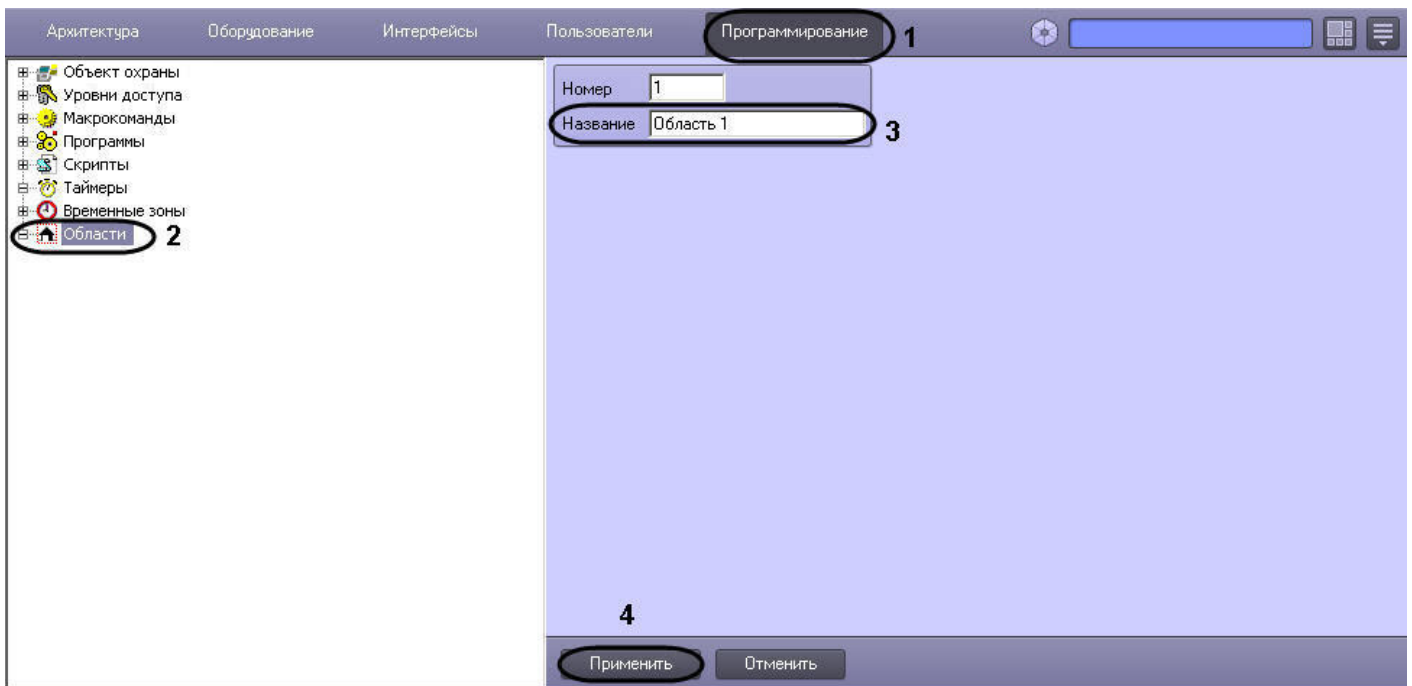 Архитектура Оборудование Интерфейсы Пользователи Программирование 1
Объект охраны
Уровни доступа
Макрокоманды
Программы
Скрипты
Таймеры
Временные зоны
Области 2
Номер 1
Название Область 1 3
4
Применить Отменить